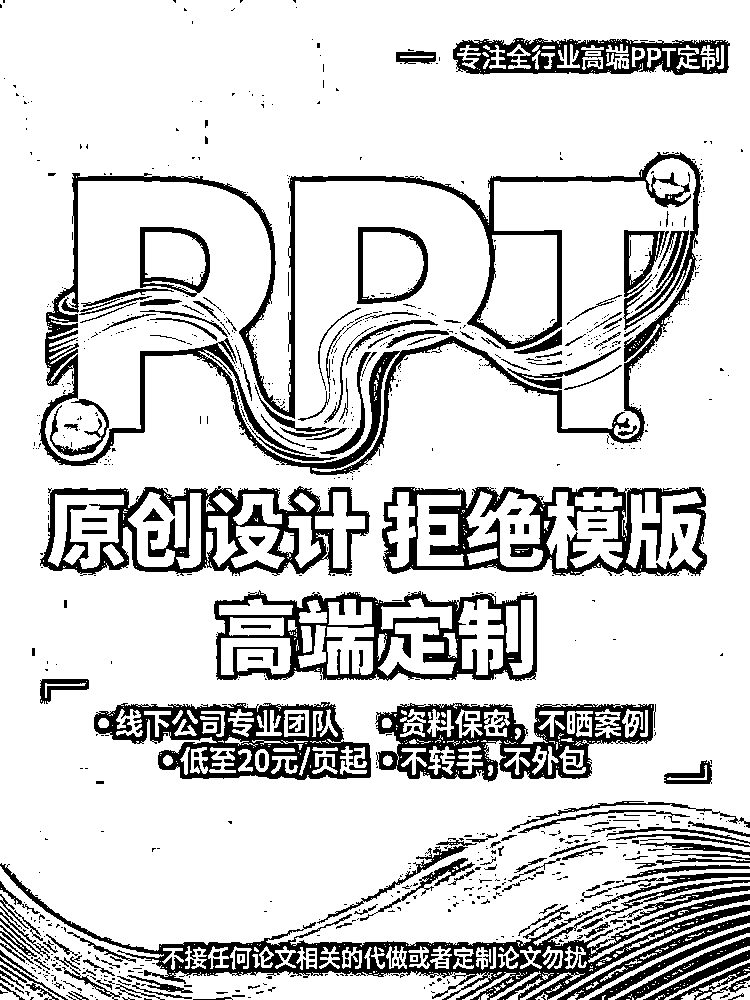 专注全行业高端PPT定制
PPT
原创设计 拒绝模版
高端定制
•线下公司专业团队 •资料保密，不晒案例
•低至20元/页起 •不转手，不外包
不接任何论文相关的代做或者定制论文勿扰